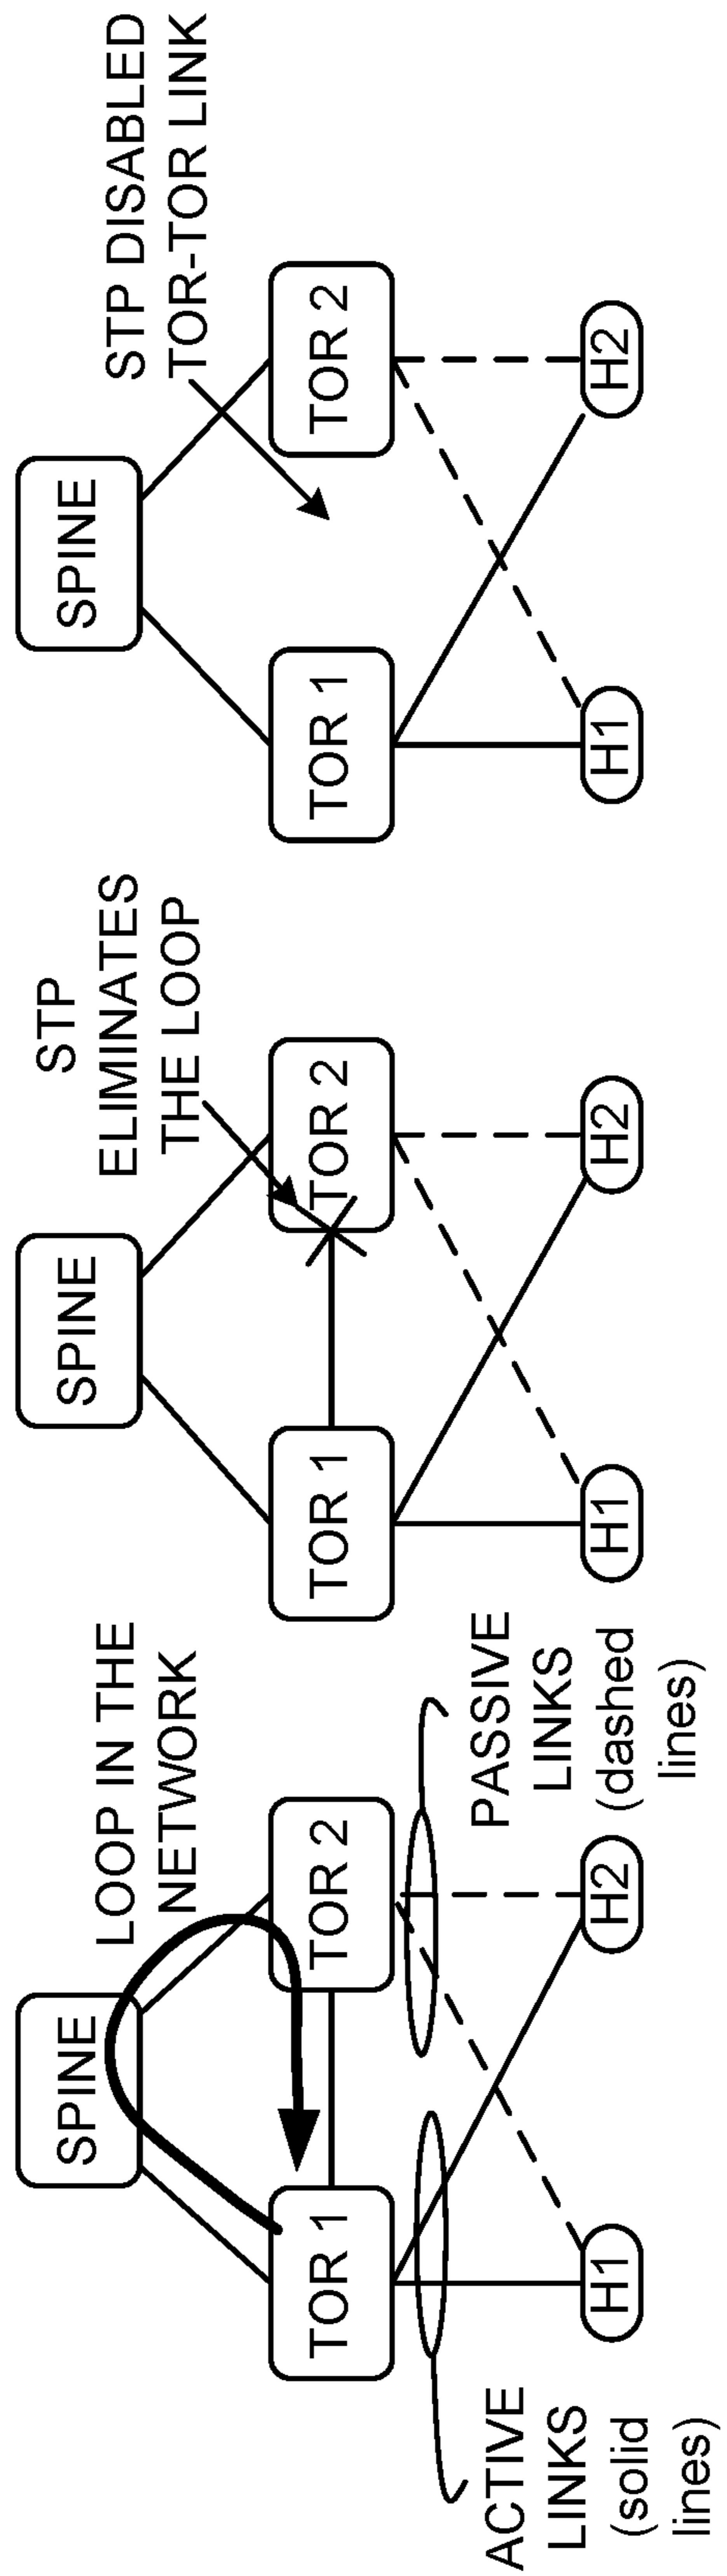 SPINE
LOOP IN THE
NETWORK
TOR 1
TOR 2
ACTIVE
LINKS
(solid
lines)
PASSIVE
LINKS
(dashed
lines)
H1
H2
SPINE
STP
ELIMINATES
THE LOOP
TOR 1
TOR 2
H1
H2
SPINE
STP DISABLED
TOR-TOR LINK
TOR 1
TOR 2
H1
H2